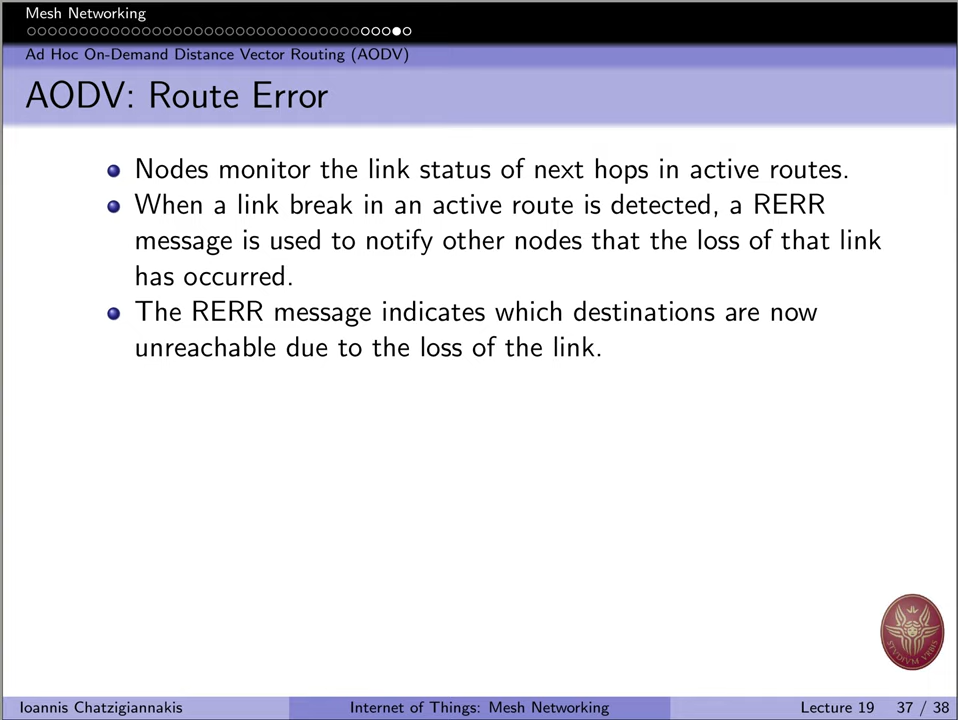 Mesh Networking
Ad Hoc On-Demand Distance Vector Routing (AODV)
AODV: Route Error
Nodes monitor the link status of next hops in active routes.
When a link break in an active route is detected, a RERR
message is used to notify other nodes that the loss of that link
has occurred.
The RERR message indicates which destinations are now
unreachable due to the loss of the link.
STVDIVM VRBIS
Ioannis Chatzigiannakis
Internet of Things: Mesh Networking
Lecture 19
37 / 38